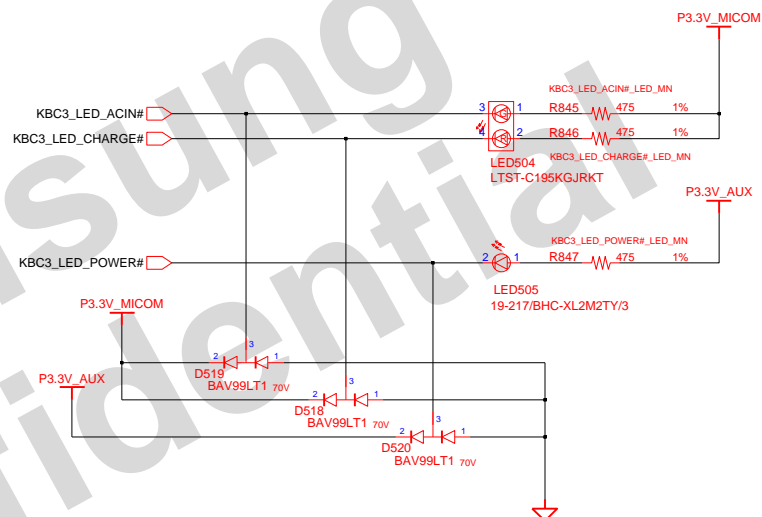 P3.3V_MICOM
KBC3_LED_ACIN#_LED_MN
KBC3_LED_ACIN#
3 1 R845 475 1%
KBC3_LED_CHARGE#
4 2 R846 475 1%
KBC3_LED_CHARGE#_LED_MN
LED504
LTST-C195KGJRKT
P3.3V_AUX
KBC3_LED_POWER#_LED_MN
KBC3_LED_POWER#
2 1 R847 475 1%
LED505
19-217/BHC-XL2M2TY/3
P3.3V_MICOM
3
2 1
D519
BAV99LT1 70V
P3.3V_AUX
3
2 1
D518
BAV99LT1 70V
3
2 1
D520
BAV99LT1 70V
sung
fidential